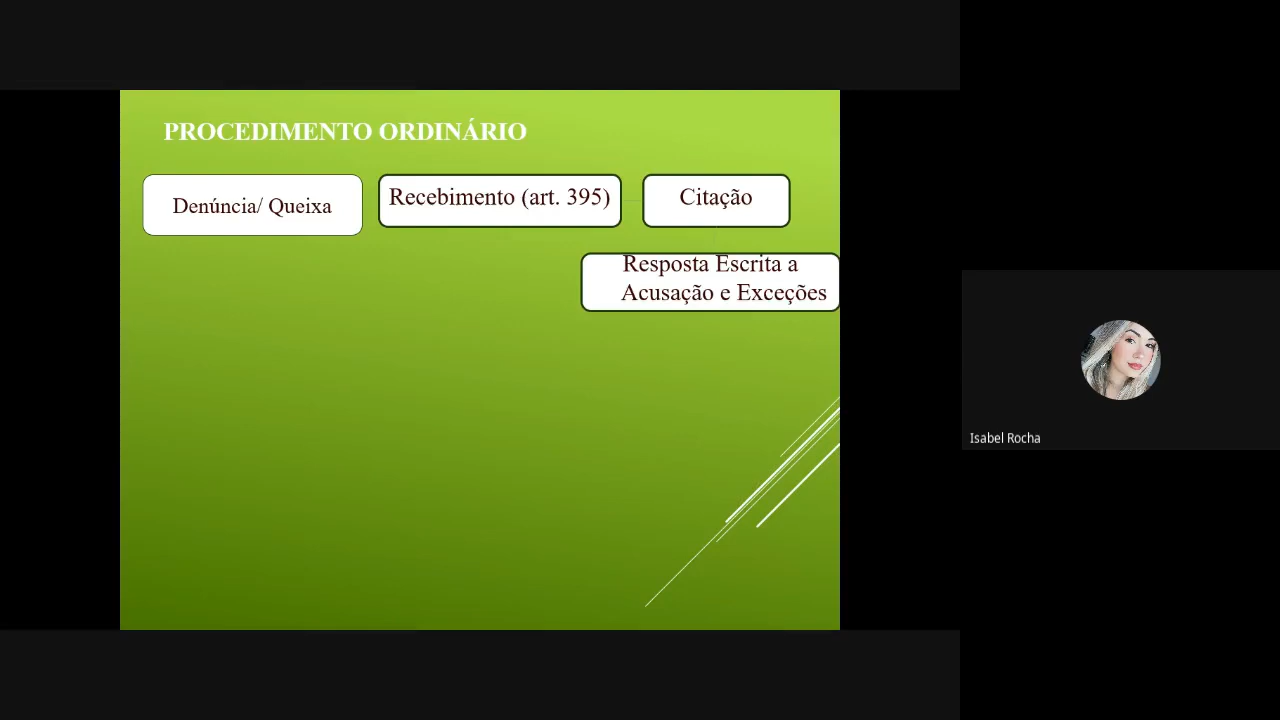 PROCEDIMENTO ORDINÁRIO
Denúncia/ Queixa
Recebimento (art. 395)
Citação
Resposta Escrita a
Acusação e Exceções
Isabel Rocha